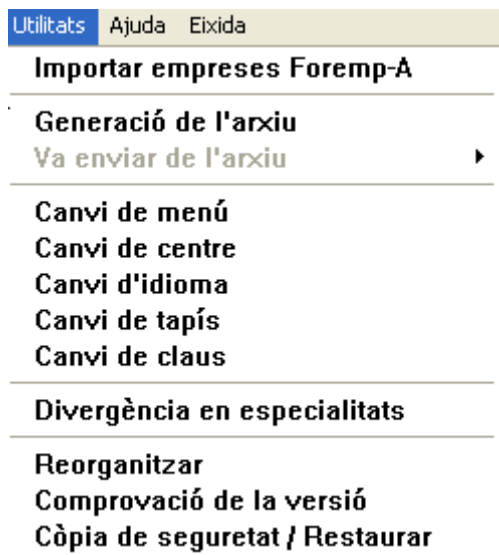 Utilitats Ajuda Eixida
Importar empreses Foremp-A
Generació de l'arxiu
Va enviar de l'arxiu
Canvi de menú
Canvi de centre
Canvi d'idioma
Canvi de tapís
Canvi de claus
Divergència en especialitats
Reorganitzar
Comprovació de la versió
Còpia de seguretat / Restaurar